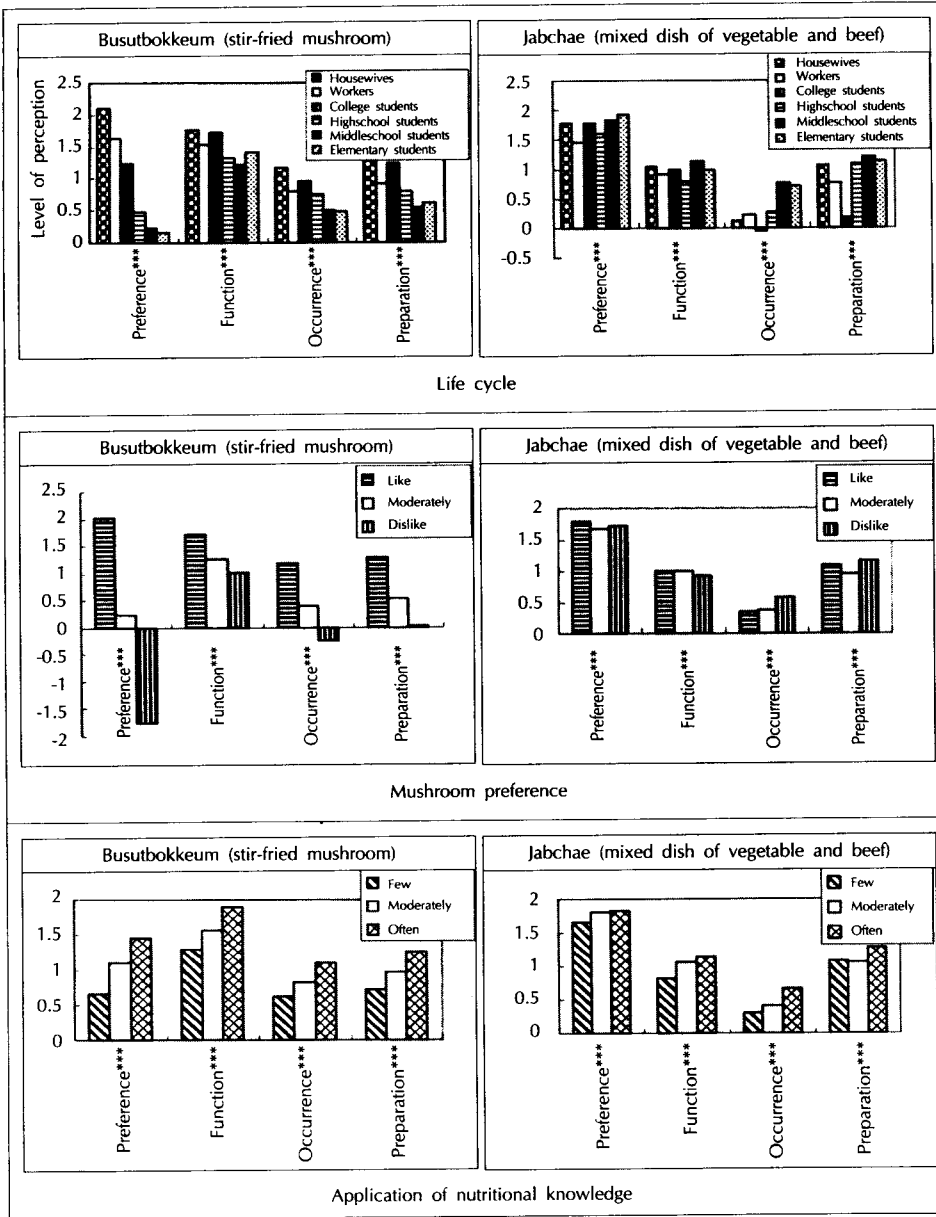 Busutbokkeum (stir-fried mushroom)
Level of perception
2.5
2
1.5
1
0.5
0
Housewives
Workers
College students
Highschool students
Middleschool students
Elementary students
Preference***
Function***
Occurrence***
Preparation***
Jabchae (mixed dish of vegetable and beef)
2.5
2
1.5
1
0.5
0
-0.5
Housewives
Workers
College students
Highschool students
Middleschool students
Elementary students
Preference***
Function***
Occurrence***
Preparation***
Life cycle
Busutbokkeum (stir-fried mushroom)
2.5
2
1.5
1
0.5
0
-0.5
-1
-1.5
-2
Like
Moderately
Dislike
Preference***
Function***
Occurrence***
Preparation***
Jabchae (mixed dish of vegetable and beef)
2
1.5
1
0.5
0
Like
Moderately
Dislike
Preference***
Function***
Occurrence***
Preparation***
Mushroom preference
Busutbokkeum (stir-fried mushroom)
2
1.5
1
0.5
0
Few
Moderately
Often
Preference***
Function***
Occurrence***
Preparation***
Jabchae (mixed dish of vegetable and beef)
2
1.5
1
0.5
0
Few
Moderately
Often
Preference***
Function***
Occurrence***
Preparation***
Application of nutritional knowledge